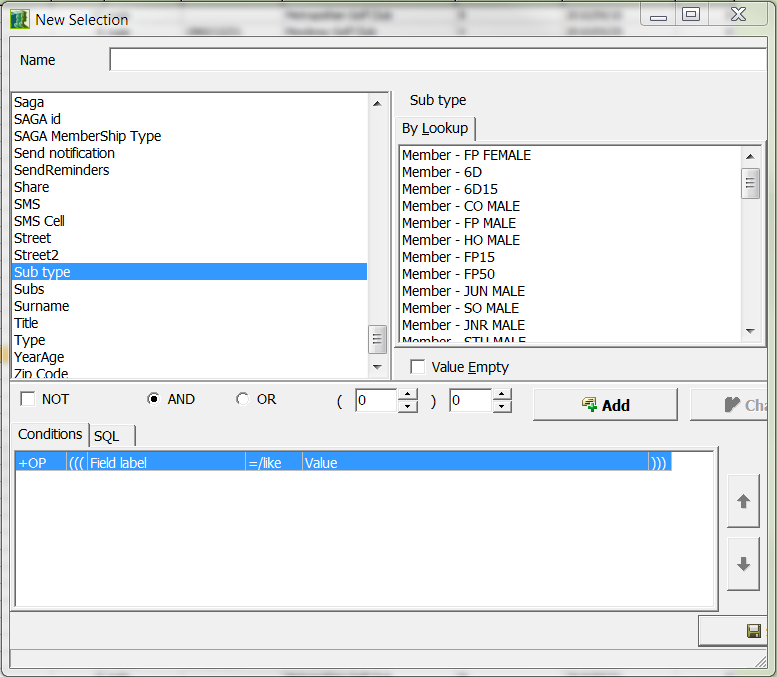 New Selection
Name
Saga
SAGA id
SAGA MemberShip Type
Send notification
SendReminders
Share
SMS
SMS Cell
Street
Street2
Sub type
Subs
Surname
Title
Type
YearAge
Zip Code
Sub type
By Lookup
Member - FP FEMALE
Member - 6D
Member - 6D15
Member - CO MALE
Member - FP MALE
Member - HO MALE
Member - FP15
Member - FP50
Member - JUN MALE
Member - SO MALE
Member - JNR MALE
Member - STU MALE
Value Empty
NOT AND OR ( 0 ) 0 Add Cha
Conditions SQL
+OP ((( Field label =/like Value )))